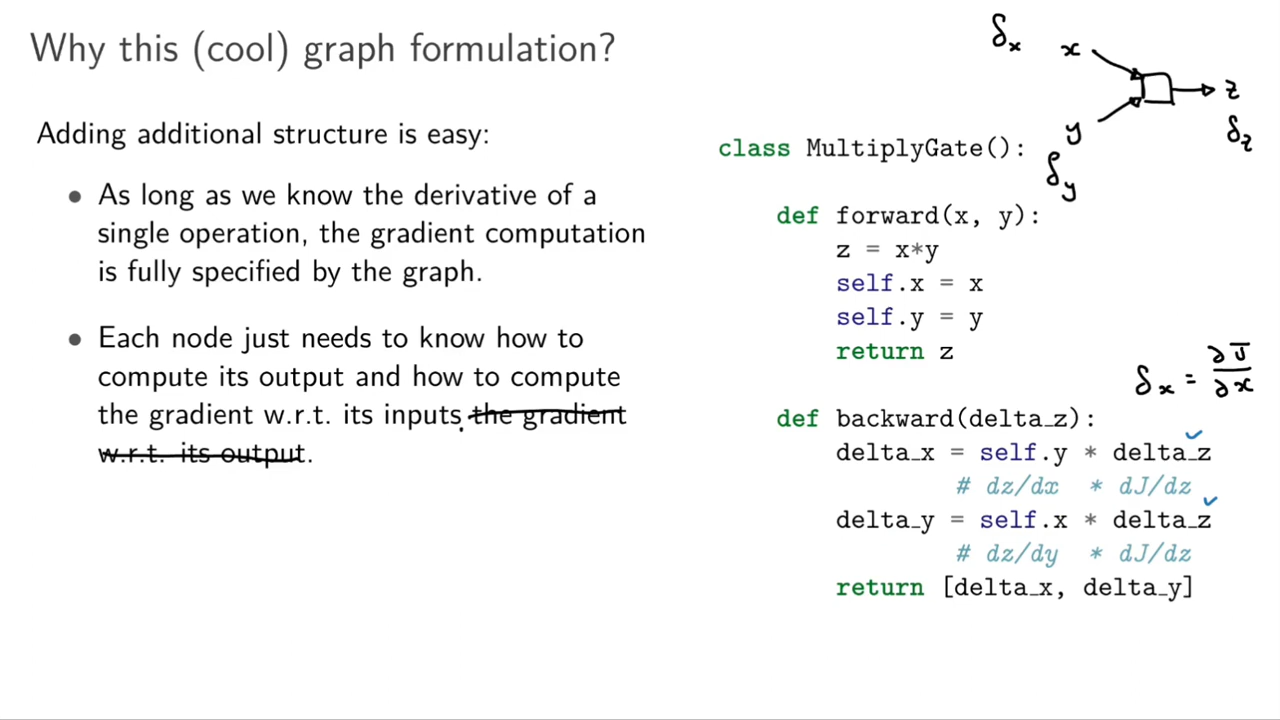 Why this (cool) graph formulation?
Adding additional structure is easy:
• As long as we know the derivative of a
single operation, the gradient computation
is fully specified by the graph.
• Each node just needs to know how to
compute its output and how to compute
the gradient w.r.t. its inputs, the gradient
w.r.t. its output.
δx x
z
y δz
δy
class MultiplyGate():
def forward(x, y):
z = x*y
self.x = x
self.y = y
return z
δx = ∂J/∂x
def backward(delta_z):
delta_x = self.y * delta_z
# dz/dx * dJ/dz
delta_y = self.x * delta_z
# dz/dy * dJ/dz
return [delta_x, delta_y]